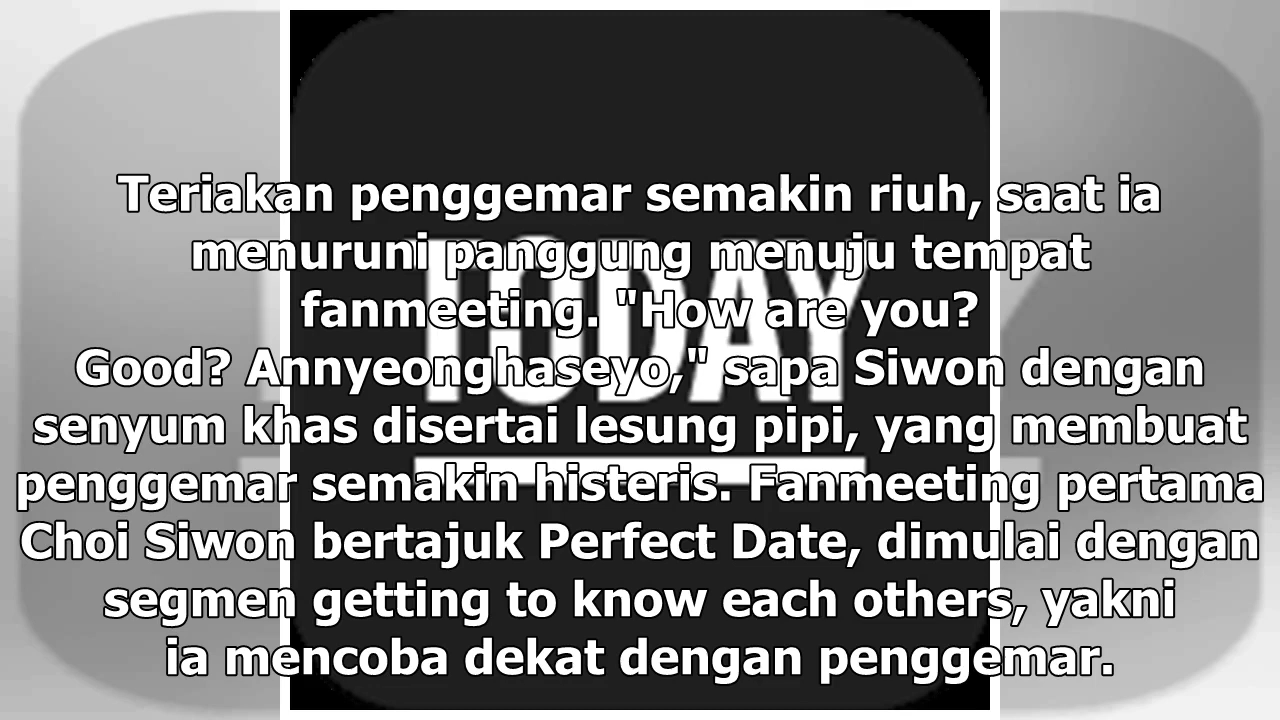 Teriakan penggemar semakin riuh, saat ia
menuruni panggung menuju tempat
fanmeeting. "How are you?
Good? Annyeonghaseyo," sapa Siwon dengan
senyum khas disertai lesung pipi, yang membuat
penggemar semakin histeris. Fanmeeting pertama
Choi Siwon bertajuk Perfect Date, dimulai dengan
segmen getting to know each others, yakni
ia mencoba dekat dengan penggemar.
TODAY